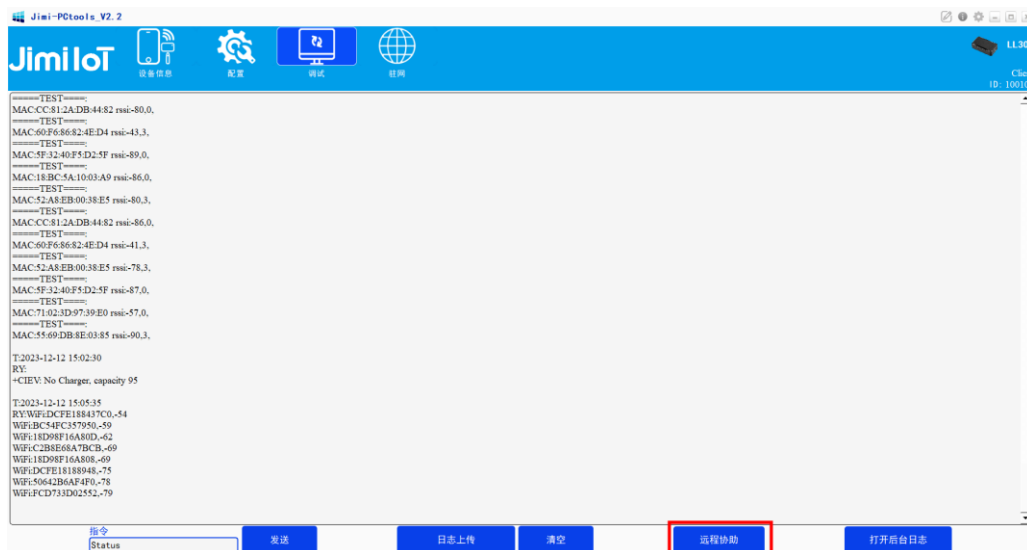 Jimi-PCtools_V2.2
Jimi IoT
设备信息
配置
调试
驻网
LL30
Clie
ID: 10010
=====TEST====;
MAC:CC:81:2A:DB:44:82 rssi:-80,0,
=====TEST====;
MAC:60:F6:86:82:4E:D4 rssi:-43,3,
=====TEST====;
MAC:5F:32:40:F5:D2:5F rssi:-89,0,
=====TEST====;
MAC:18:BC:5A:10:03:A9 rssi:-86,0,
=====TEST====;
MAC:52:A8:EB:00:38:E5 rssi:-80,3,
=====TEST====;
MAC:CC:81:2A:DB:44:82 rssi:-86,0,
=====TEST====;
MAC:60:F6:86:82:4E:D4 rssi:-41,3,
=====TEST====;
MAC:52:A8:EB:00:38:E5 rssi:-78,3,
=====TEST====;
MAC:5F:32:40:F5:D2:5F rssi:-87,0,
=====TEST====;
MAC:71:02:3D:97:39:E0 rssi:-57,0,
=====TEST====;
MAC:55:69:DB:8E:03:85 rssi:-90,3,
T:2023-12-12 15:02:30
RY:
+CIEV: No Charger, capacity 95
T:2023-12-12 15:05:35
RY:WiFi:DCFE188437C0,-54
WiFi:BC54FC357950,-59
WiFi:18D98F16A80D,-62
WiFi:C2B8E68A7BCB,-69
WiFi:18D98F16A808,-69
WiFi:DCFE18188948,-75
WiFi:50642B6AF4F0,-78
WiFi:FCD733D02552,-79
指令
Status
发送
日志上传
清空
远程协助
打开后台日志